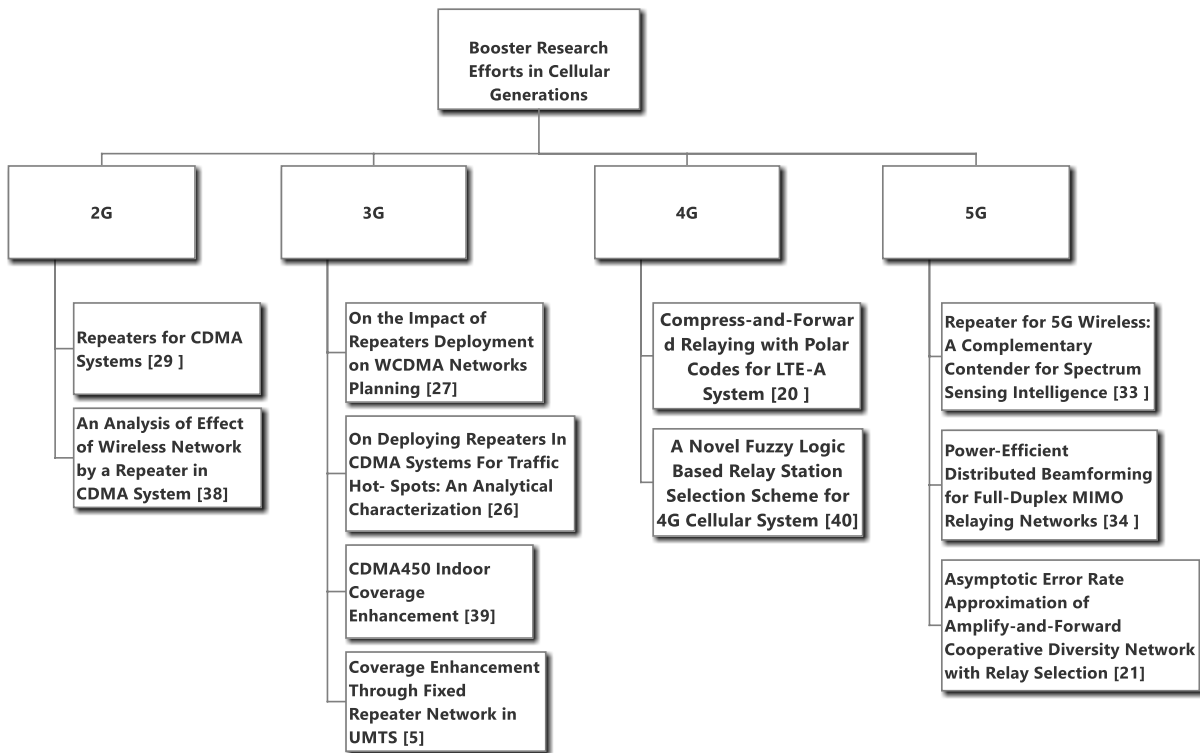 Booster Research
Efforts in Cellular
Generations
2G
3G
4G
5G
Repeaters for CDMA
Systems [29 ]
An Analysis of Effect
of Wireless Network
by a Repeater in
CDMA System [38]
On the Impact of
Repeaters Deployment
on WCDMA Networks
Planning [27]
On Deploying Repeaters In
CDMA Systems For Traffic
Hot- Spots: An Analytical
Characterization [26]
CDMA450 Indoor
Coverage
Enhancement [39]
Coverage Enhancement
Through Fixed
Repeater Network in
UMTS [5]
Compress-and-Forwar
d Relaying with Polar
Codes for LTE-A
System [20 ]
A Novel Fuzzy Logic
Based Relay Station
Selection Scheme for
4G Cellular System [40]
Repeater for 5G Wireless:
A Complementary
Contender for Spectrum
Sensing Intelligence [33 ]
Power-Efficient
Distributed Beamforming
for Full-Duplex MIMO
Relaying Networks [34 ]
Asymptotic Error Rate
Approximation of
Amplify-and-Forward
Cooperative Diversity Network
with Relay Selection [21]